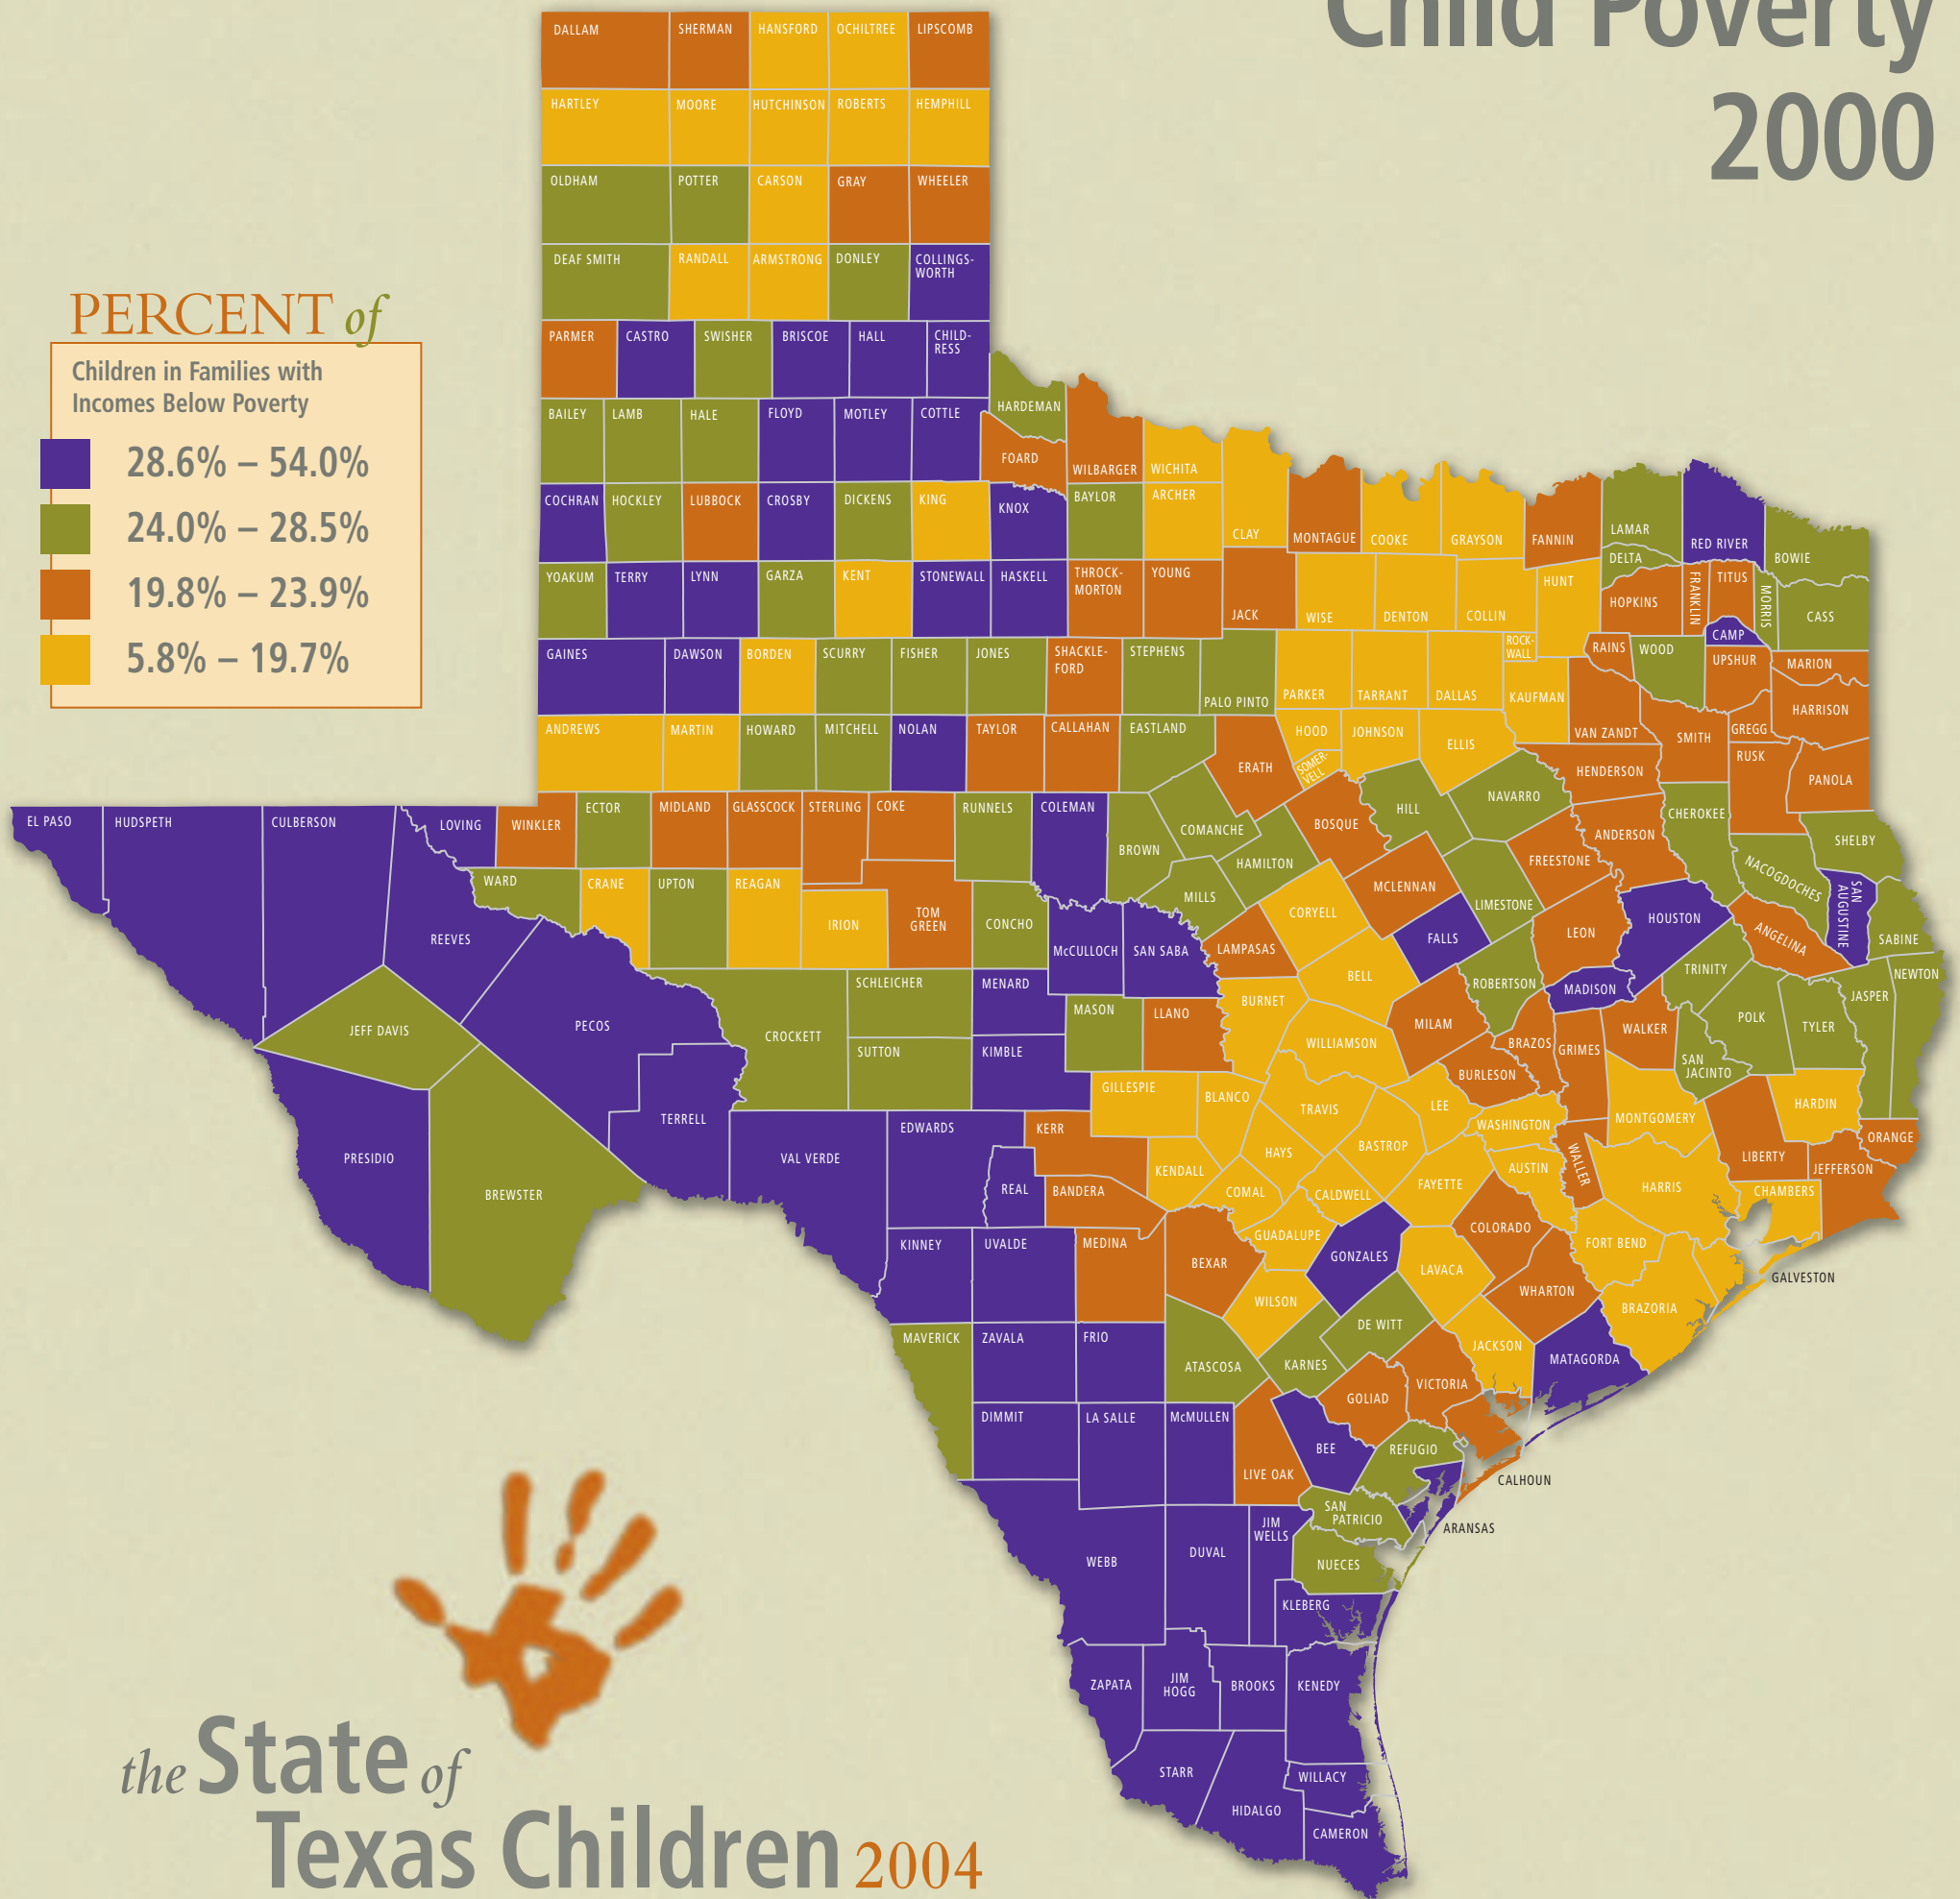 Child Poverty
2000
PERCENT of
Children in Families with
Incomes Below Poverty
28.6% – 54.0%
24.0% – 28.5%
19.8% – 23.9%
5.8% – 19.7%
DALLAM SHERMAN HANSFORD OCHILTREE LIPSCOMB
HARTLEY MOORE HUTCHINSON ROBERTS HEMPHILL
OLDHAM POTTER CARSON GRAY WHEELER
DEAF SMITH RANDALL ARMSTRONG DONLEY COLLINGS-
WORTH
PARMER CASTRO SWISHER BRISCOE HALL CHILD-
RESS
BAILEY LAMB HALE FLOYD MOTLEY COTTLE HARDEMAN
FOARD WILBARGER WICHITA
COCHRAN HOCKLEY LUBBOCK CROSBY DICKENS KING KNOX BAYLOR ARCHER
CLAY MONTAGUE COOKE GRAYSON FANNIN LAMAR RED RIVER BOWIE
DELTA
YOAKUM TERRY LYNN GARZA KENT STONEWALL HASKELL THROCK-
MORTON YOUNG
JACK WISE DENTON COLLIN HUNT HOPKINS FRANKLIN TITUS MORRIS CASS
CAMP
GAINES DAWSON BORDEN SCURRY FISHER JONES SHACKLE-
FORD STEPHENS PALO PINTO
PARKER TARRANT DALLAS ROCK-
WALL KAUFMAN RAINS WOOD UPSHUR MARION
HARRISON
ANDREWS MARTIN HOWARD MITCHELL NOLAN TAYLOR CALLAHAN EASTLAND
ERATH HOOD SOMER-
VELL JOHNSON ELLIS VAN ZANDT SMITH GREGG
RUSK PANOLA
HENDERSON
EL PASO HUDSPETH CULBERSON LOVING WINKLER ECTOR MIDLAND GLASSCOCK STERLING COKE RUNNELS COLEMAN
BROWN COMANCHE HAMILTON BOSQUE HILL NAVARRO
ANDERSON CHEROKEE SHELBY
FREESTONE NACOGDOCHES
REEVES WARD CRANE UPTON REAGAN IRION TOM
GREEN CONCHO
McCULLOCH SAN SABA MILLS LAMPASAS CORYELL MCLENNAN LIMESTONE
FALLS LEON HOUSTON ANGELINA SAN
AUGUSTINE SABINE
NEWTON
JEFF DAVIS PECOS CROCKETT SCHLEICHER MENARD
MASON LLANO BURNET BELL ROBERTSON MADISON TRINITY
JASPER
SUTTON KIMBLE WILLIAMSON MILAM BRAZOS GRIMES WALKER POLK TYLER
SAN
JACINTO
PRESIDIO BREWSTER TERRELL VAL VERDE EDWARDS
GILLESPIE BLANCO TRAVIS LEE BURLESON
WASHINGTON MONTGOMERY HARDIN
ORANGE
KERR KENDALL HAYS BASTROP AUSTIN WALLER HARRIS LIBERTY JEFFERSON
CHAMBERS
REAL BANDERA COMAL CALDWELL FAYETTE
KINNEY UVALDE MEDINA BEXAR GUADALUPE GONZALES COLORADO FORT BEND
GALVESTON
WILSON LAVACA WHARTON BRAZORIA
MAVERICK ZAVALA FRIO ATASCOSA KARNES DE WITT JACKSON MATAGORDA
DIMMIT LA SALLE McMULLEN LIVE OAK BEE GOLIAD VICTORIA
REFUGIO CALHOUN
SAN
PATRICIO ARANSAS
WEBB DUVAL JIM
WELLS NUECES
KLEBERG
ZAPATA JIM
HOGG BROOKS KENEDY
STARR HIDALGO WILLACY
CAMERON
the State of
Texas Children 2004